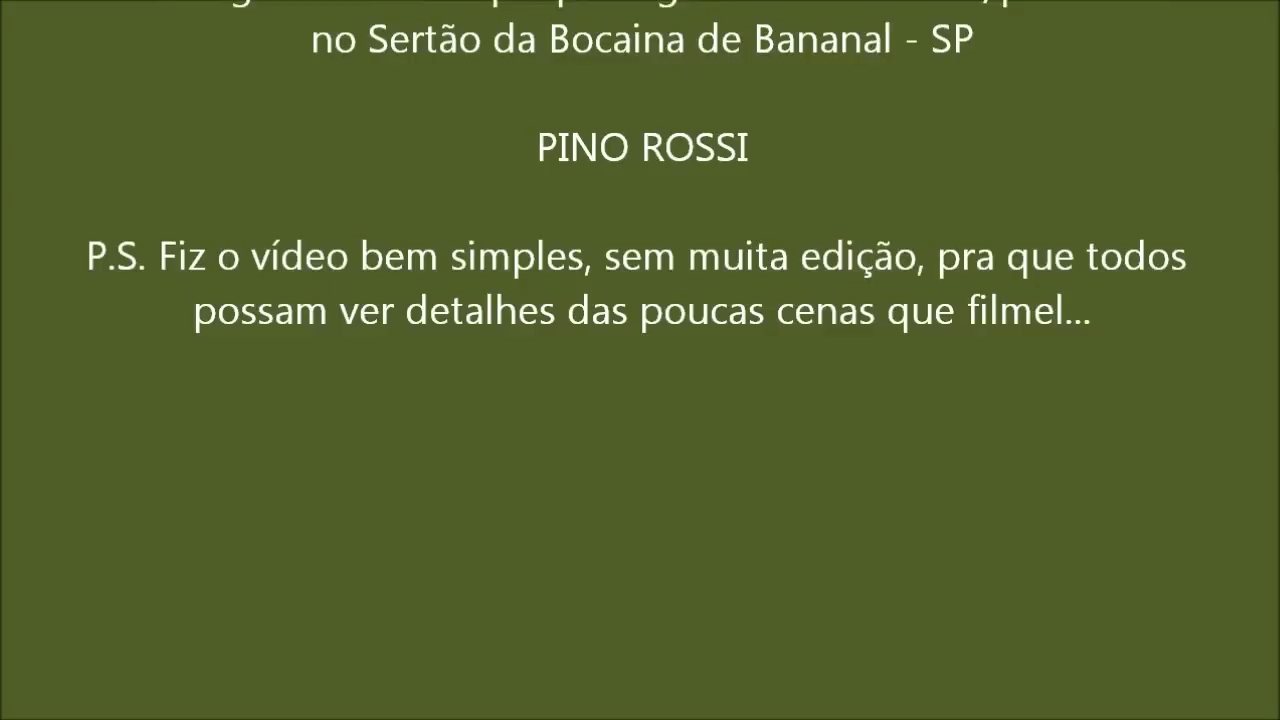 no Sertão da Bocaina de Bananal - SP
PINO ROSSI
P.S. Fiz o vídeo bem simples, sem muita edição, pra que todos
possam ver detalhes das poucas cenas que filmel...